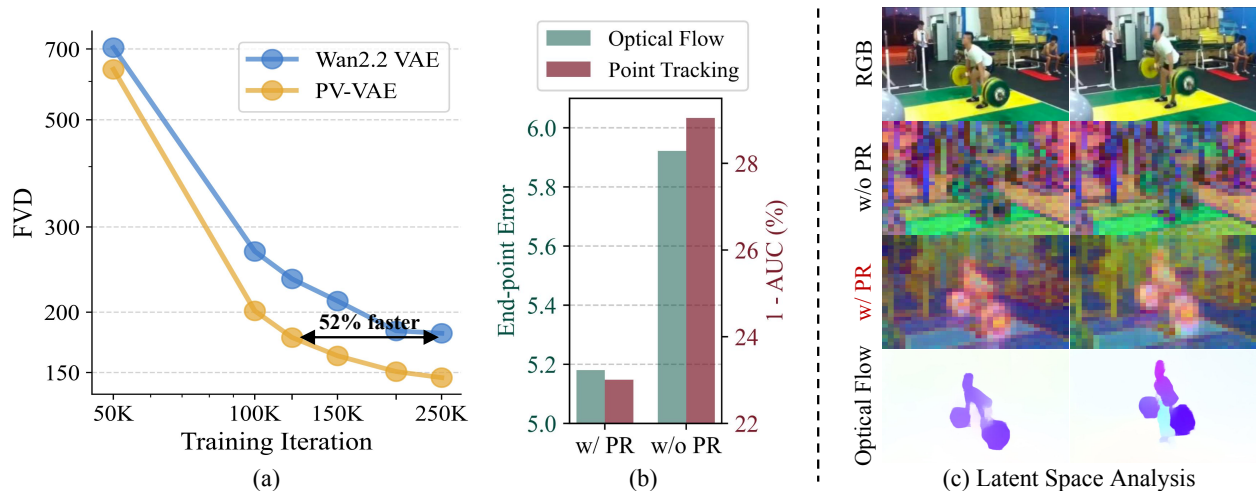 700
500
300
200
150
FVD
Wan2.2 VAE
PV-VAE
52% faster
50K
100K
150K
250K
Training Iteration
(a)
Optical Flow
Point Tracking
6.0
5.8
5.6
5.4
5.2
5.0
End-point Error
28
26
24
22
1 - AUC (%)
w/ PR
w/o PR
(b)
RGB
w/o PR
w/ PR
Optical Flow
(c) Latent Space Analysis